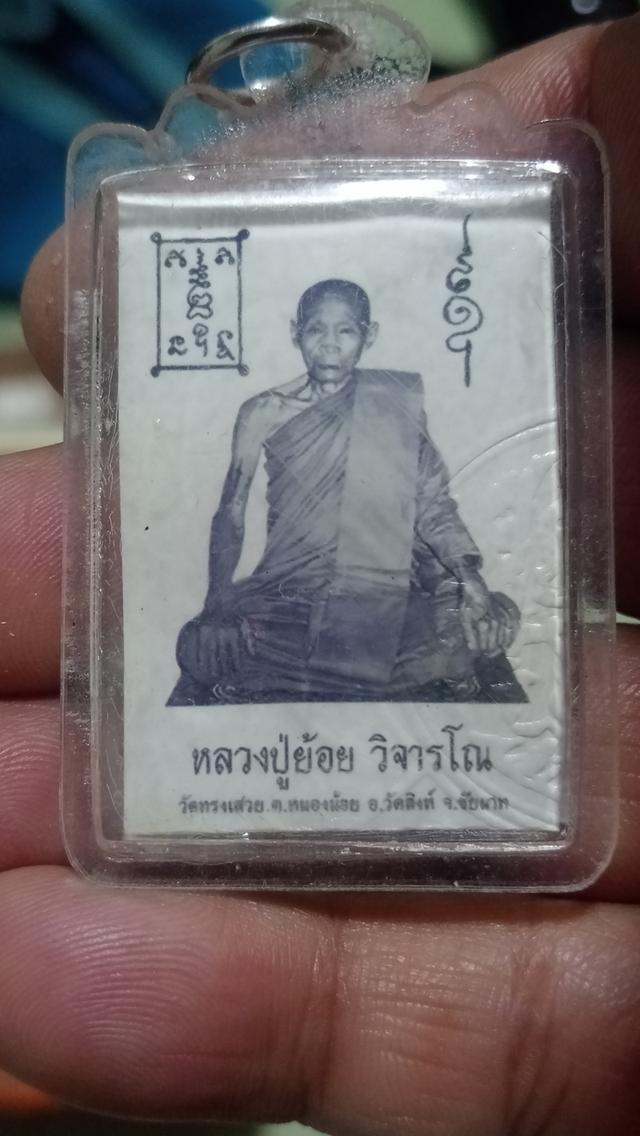 หลวงปู่ย้อย วิจารโณ
วัดทรงเสวย.ต.หนองน้อย อ.วัดสิงห์ จ.ชัยนาท